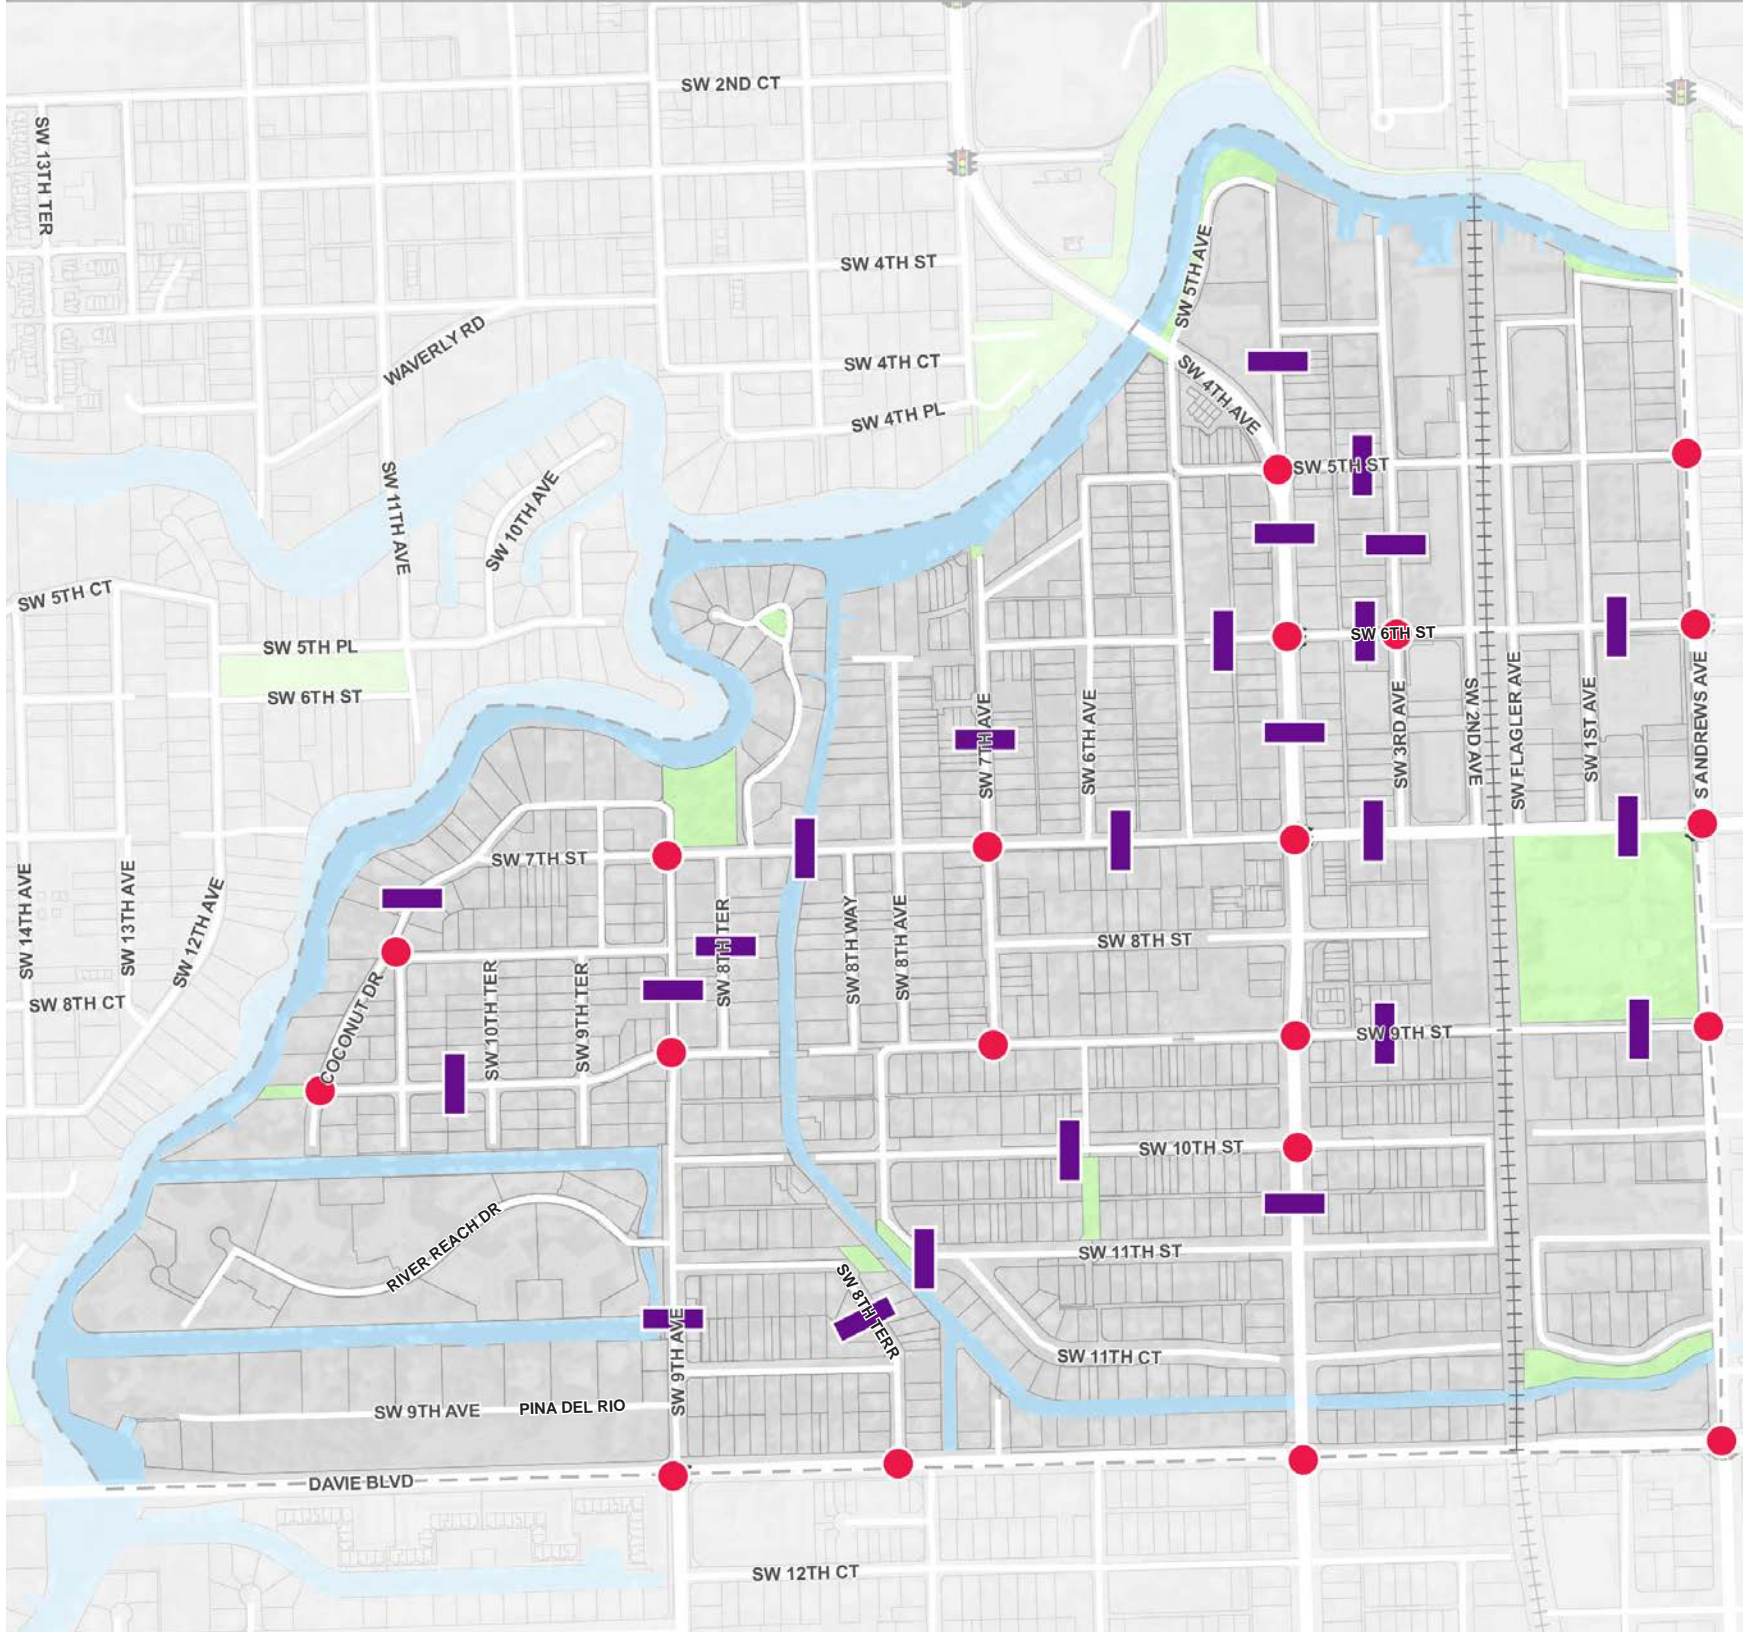 SW 2ND CT
SW 13TH TER
SW 4TH ST
SW 5TH AVE
WAVERLY RD
SW 4TH CT
SW 4TH AVE
SW 4TH PL
SW 5TH ST
SW 11TH AVE
SW 10TH AVE
SW 5TH CT
SW 5TH PL
SW 6TH ST
SW 6TH ST
SW 7TH AVE
SW 6TH AVE
SW 3RD AVE
SW 2ND AVE
SW FLAGLER AVE
SW 1ST AVE
S ANDREWS AVE
SW 7TH ST
SW 14TH AVE
SW 13TH AVE
SW 12TH AVE
SW 8TH TER
SW 8TH WAY
SW 8TH AVE
SW 8TH ST
SW 8TH CT
COCONUT DR
SW 10TH TER
SW 9TH TER
SW 9TH ST
SW 10TH ST
RIVER REACH DR
SW 11TH ST
SW 8TH TERR
SW 9TH AVE
SW 11TH CT
SW 9TH AVE
PINA DEL RIO
DAVIE BLVD
SW 12TH CT